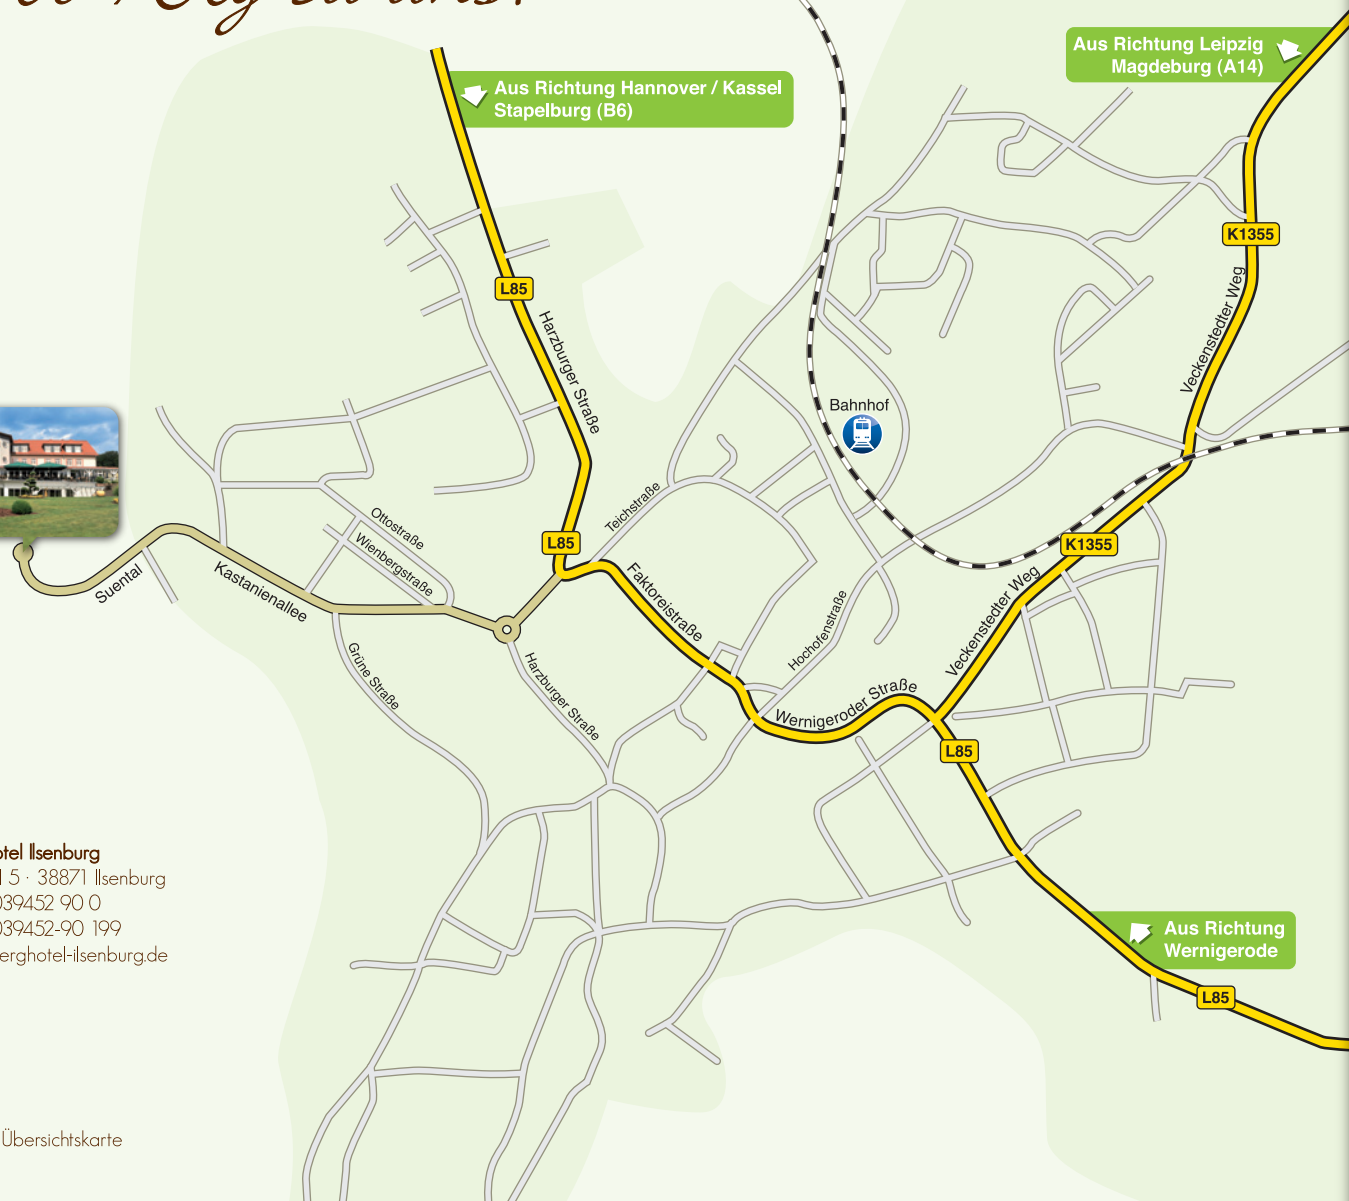 zu uns!
Aus Richtung Leipzig
Magdeburg (A14)
Aus Richtung Hannover / Kassel
Stapelburg (B6)
K1355
L85
Harzburger Straße
Veckenstedter Weg
Bahnhof
Teichstraße
Ottostraße
Wienbergstraße
L85
K1355
Suental
Kastanienallee
Faktoreistraße
Hochofenstraße
Veckenstedter Weg
Grüne Straße
Harzburger Straße
Wernigeroder Straße
L85
otel Ilsenburg
l 5 · 38871 Ilsenburg
039452 90 0
039452-90 199
erghotel-ilsenburg.de
Aus Richtung
Wernigerode
L85
Übersichtskarte